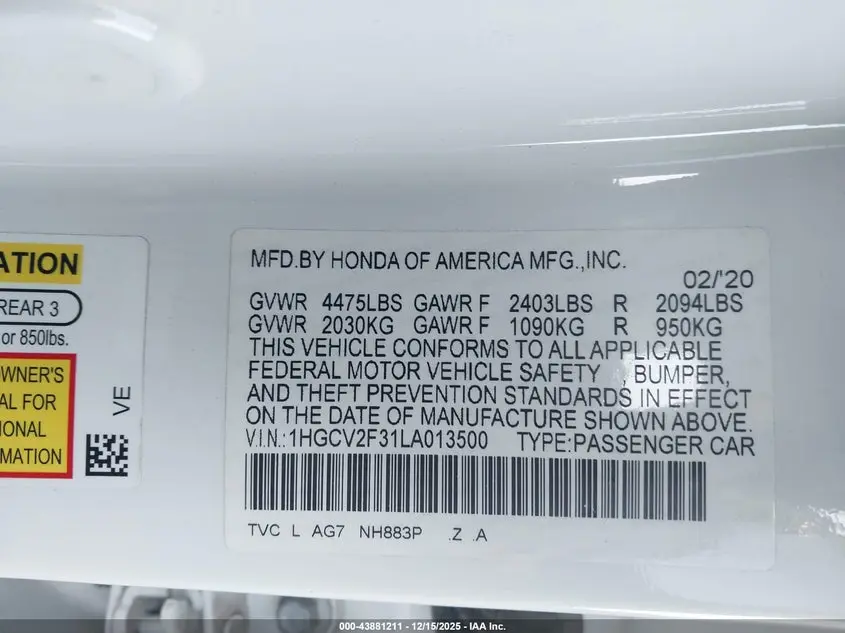 ATION
REAR 3
or 850lbs.
WNER'S
AL FOR
IONAL
MATION
VE
MFD.BY HONDA OF AMERICA MFG.,INC.
02/'20
GVWR 4475LBS GAWR F 2403LBS R 2094LBS
GVWR 2030KG GAWR F 1090KG R 950KG
THIS VEHICLE CONFORMS TO ALL APPLICABLE
FEDERAL MOTOR VEHICLE SAFETY , BUMPER,
AND THEFT PREVENTION STANDARDS IN EFFECT
ON THE DATE OF MANUFACTURE SHOWN ABOVE.
V.I.N.:1HGCV2F31LA013500 TYPE:PASSENGER CAR
TVC L AG7 NH883P .Z .A
000-43881211 - 12/15/2025 - IAA Inc.